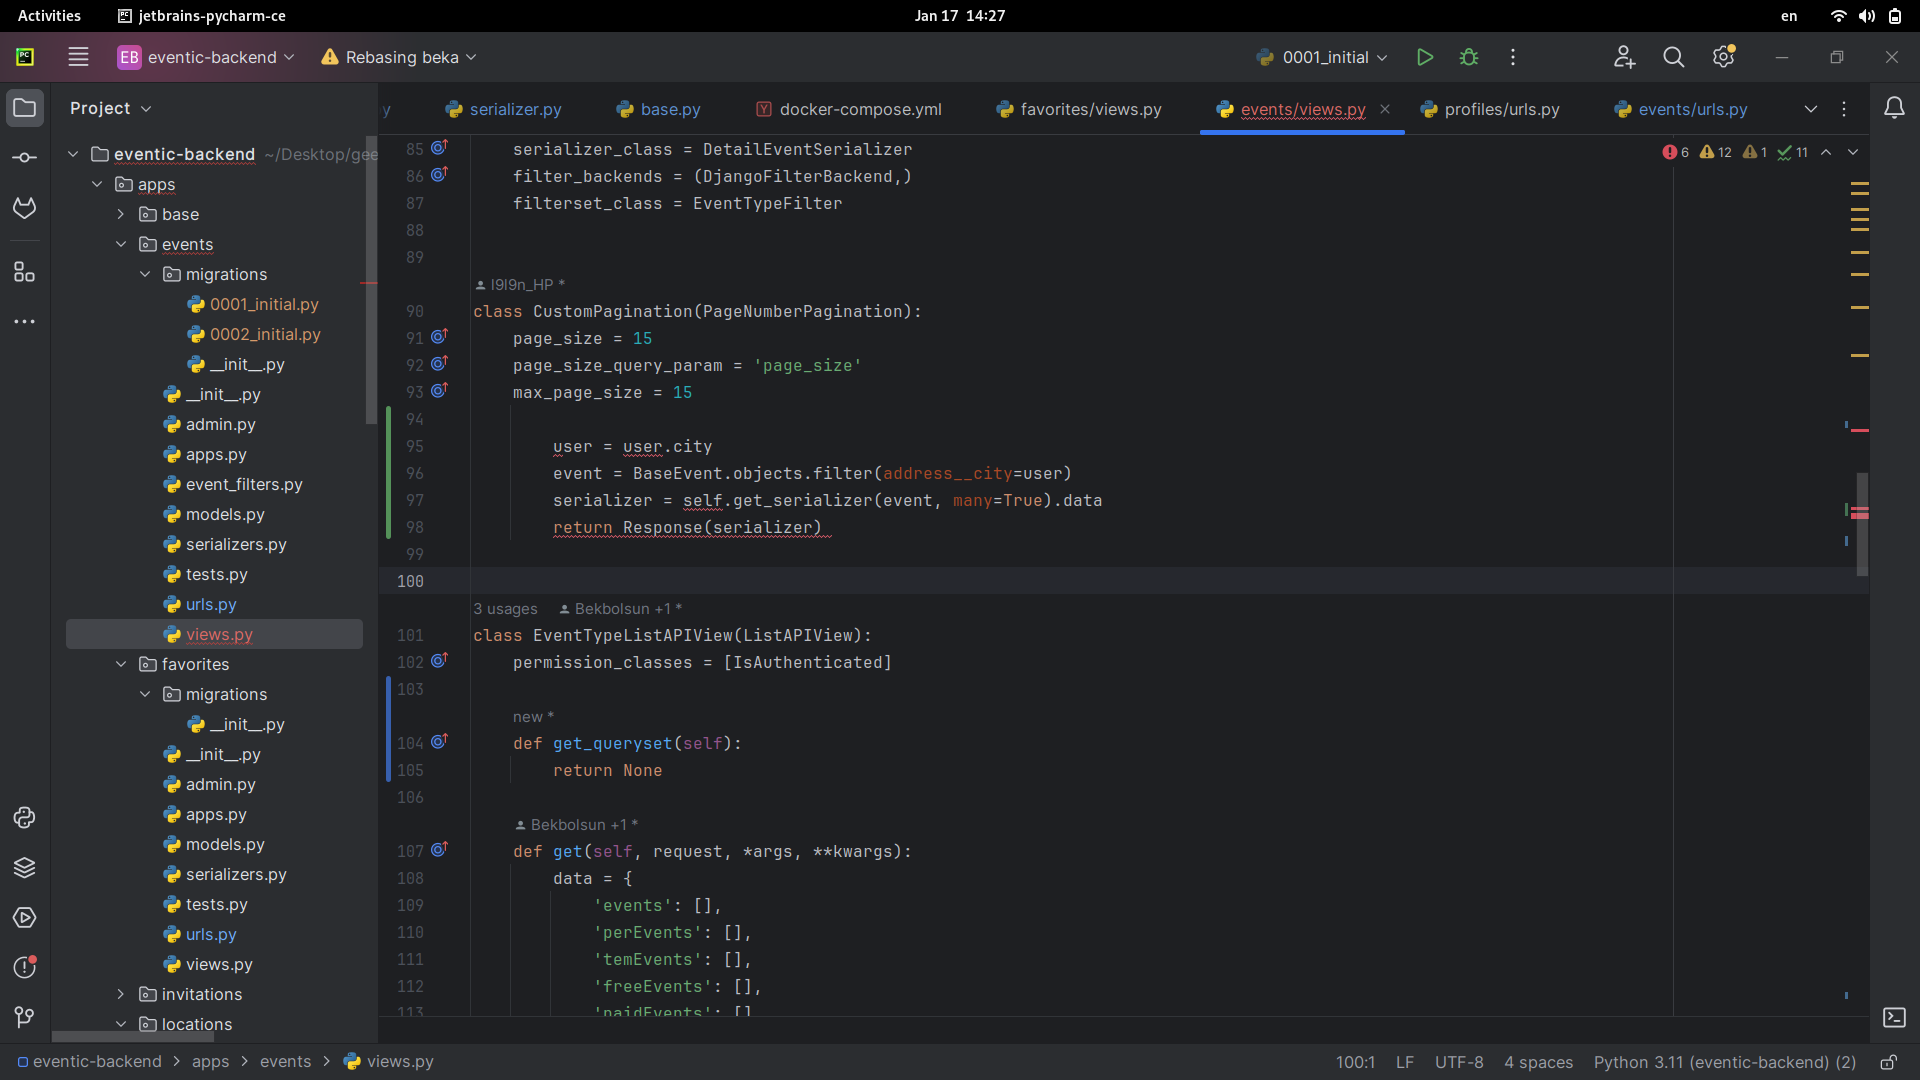 Activities
jetbrains-pycharm-ce
Jan 17 14:27
en
EB eventic-backend
Rebasing beka
0001_initial
Project
y
serializer.py
base.py
docker-compose.yml
favorites/views.py
events/views.py
profiles/urls.py
events/urls.py
eventic-backend ~/Desktop/gee
apps
base
events
migrations
0001_initial.py
0002_initial.py
__init__.py
__init__.py
admin.py
apps.py
event_filters.py
models.py
serializers.py
tests.py
urls.py
views.py
favorites
migrations
__init__.py
__init__.py
admin.py
apps.py
models.py
serializers.py
tests.py
urls.py
views.py
invitations
locations
6 12 1 11
85 serializer_class = DetailEventSerializer
86 filter_backends = (DjangoFilterBackend,)
87 filterset_class = EventTypeFilter
88
89
I9I9n_HP *
90 class CustomPagination(PageNumberPagination):
91 page_size = 15
92 page_size_query_param = 'page_size'
93 max_page_size = 15
94
95 user = user.city
96 event = BaseEvent.objects.filter(address__city=user)
97 serializer = self.get_serializer(event, many=True).data
98 return Response(serializer)
99
100
3 usages Bekbolsun +1 *
101 class EventTypeListAPIView(ListAPIView):
102 permission_classes = [IsAuthenticated]
103
new *
104 def get_queryset(self):
105 return None
106
Bekbolsun +1 *
107 def get(self, request, *args, **kwargs):
108 data = {
109 'events': [],
110 'perEvents': [],
111 'temEvents': [],
112 'freeEvents': [],
113 'paidEvents': []
eventic-backend > apps > events > views.py
100:1 LF UTF-8 4 spaces Python 3.11 (eventic-backend) (2)